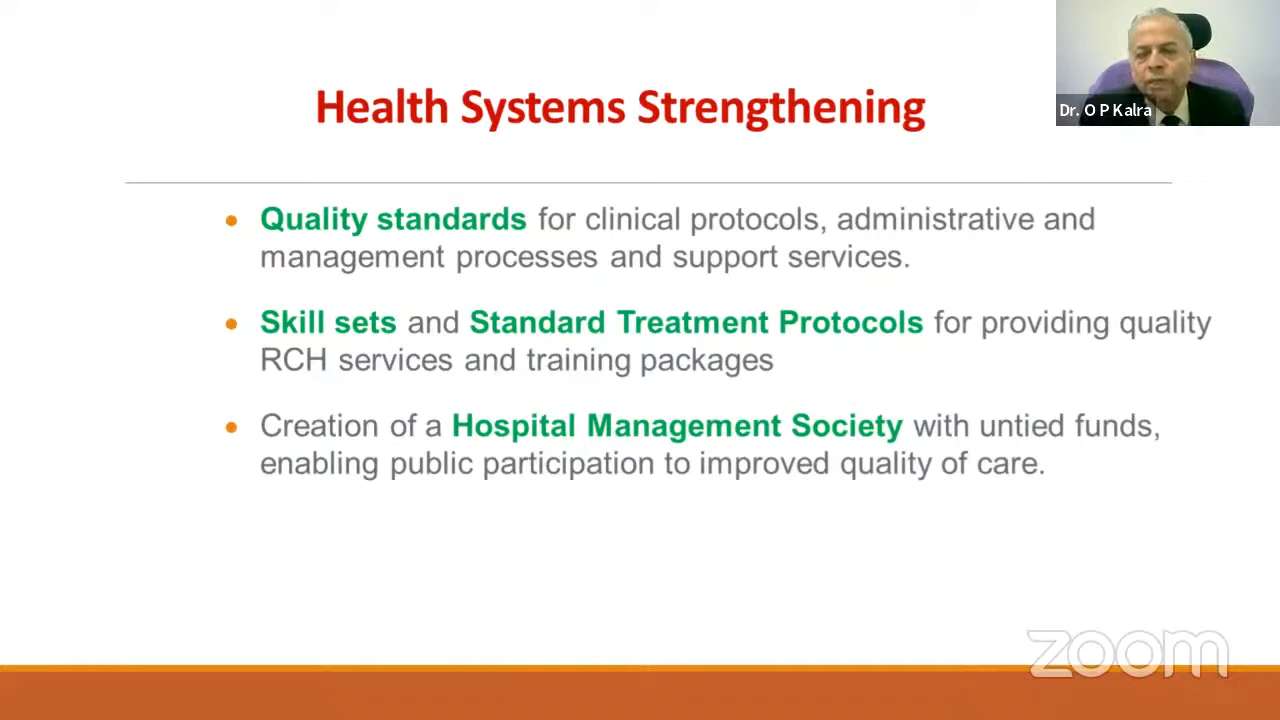 Health Systems Strengthening
Dr. O P Kalra
Quality standards for clinical protocols, administrative and
management processes and support services.
Skill sets and Standard Treatment Protocols for providing quality
RCH services and training packages
Creation of a Hospital Management Society with untied funds,
enabling public participation to improved quality of care.
zoom